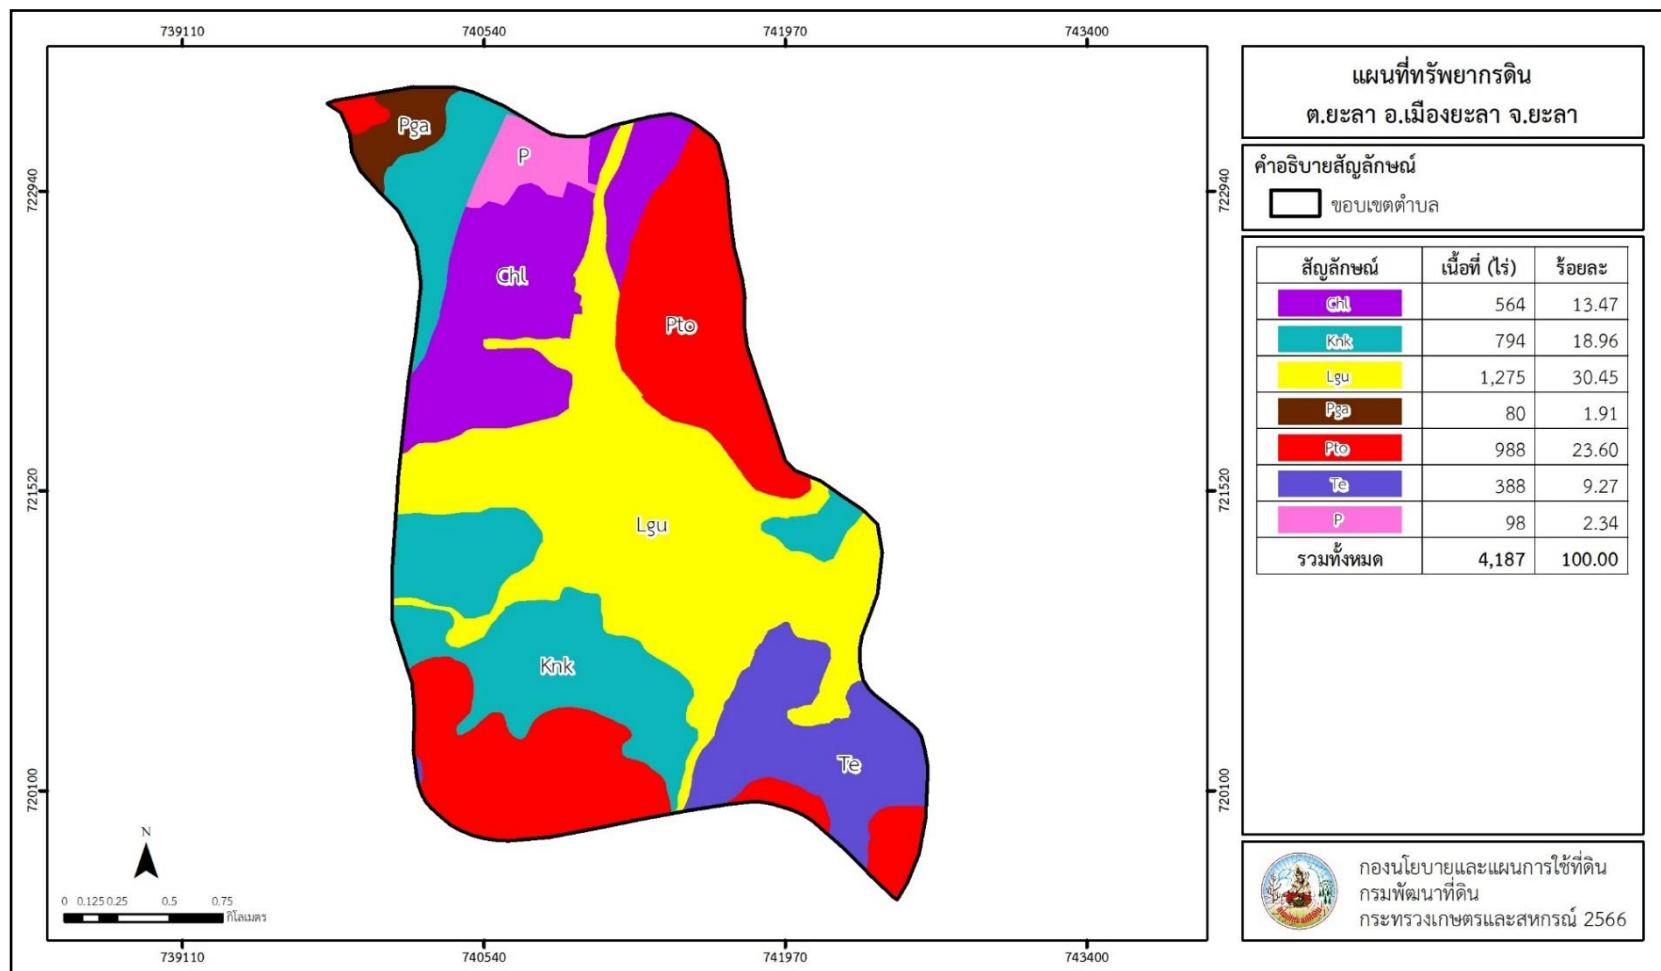 739110 740540 741970 743400
แผนที่ทรัพยากรดิน
ต.ยะลา อ.เมืองยะลา จ.ยะลา
คำอธิบายสัญลักษณ์
ขอบเขตตำบล
สัญลักษณ์ เนื้อที่ (ไร่) ร้อยละ
Chl 564 13.47
Knk 794 18.96
Lgu 1,275 30.45
Pga 80 1.91
Pto 988 23.60
Te 388 9.27
P 98 2.34
รวมทั้งหมด 4,187 100.00
722940 722940
721520 721520
720100 720100
Pga
P
Chl
Pto
Lgu
Knk
Te
N
0 0.125 0.25 0.5 0.75
กิโลเมตร
739110 740540 741970 743400
กองนโยบายและแผนการใช้ที่ดิน
กรมพัฒนาที่ดิน
กระทรวงเกษตรและสหกรณ์ 2566